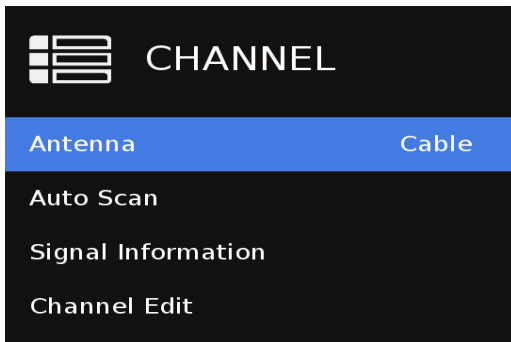 CHANNEL
Antenna Cable
Auto Scan
Signal Information
Channel Edit